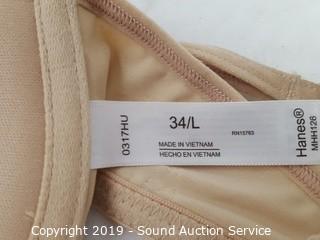 0317HU
34/L
RN15763
MADE IN VIETNAM
HECHO EN VIETNAM
Hanes®
MHH126
Copyright 2019 - Sound Auction Service